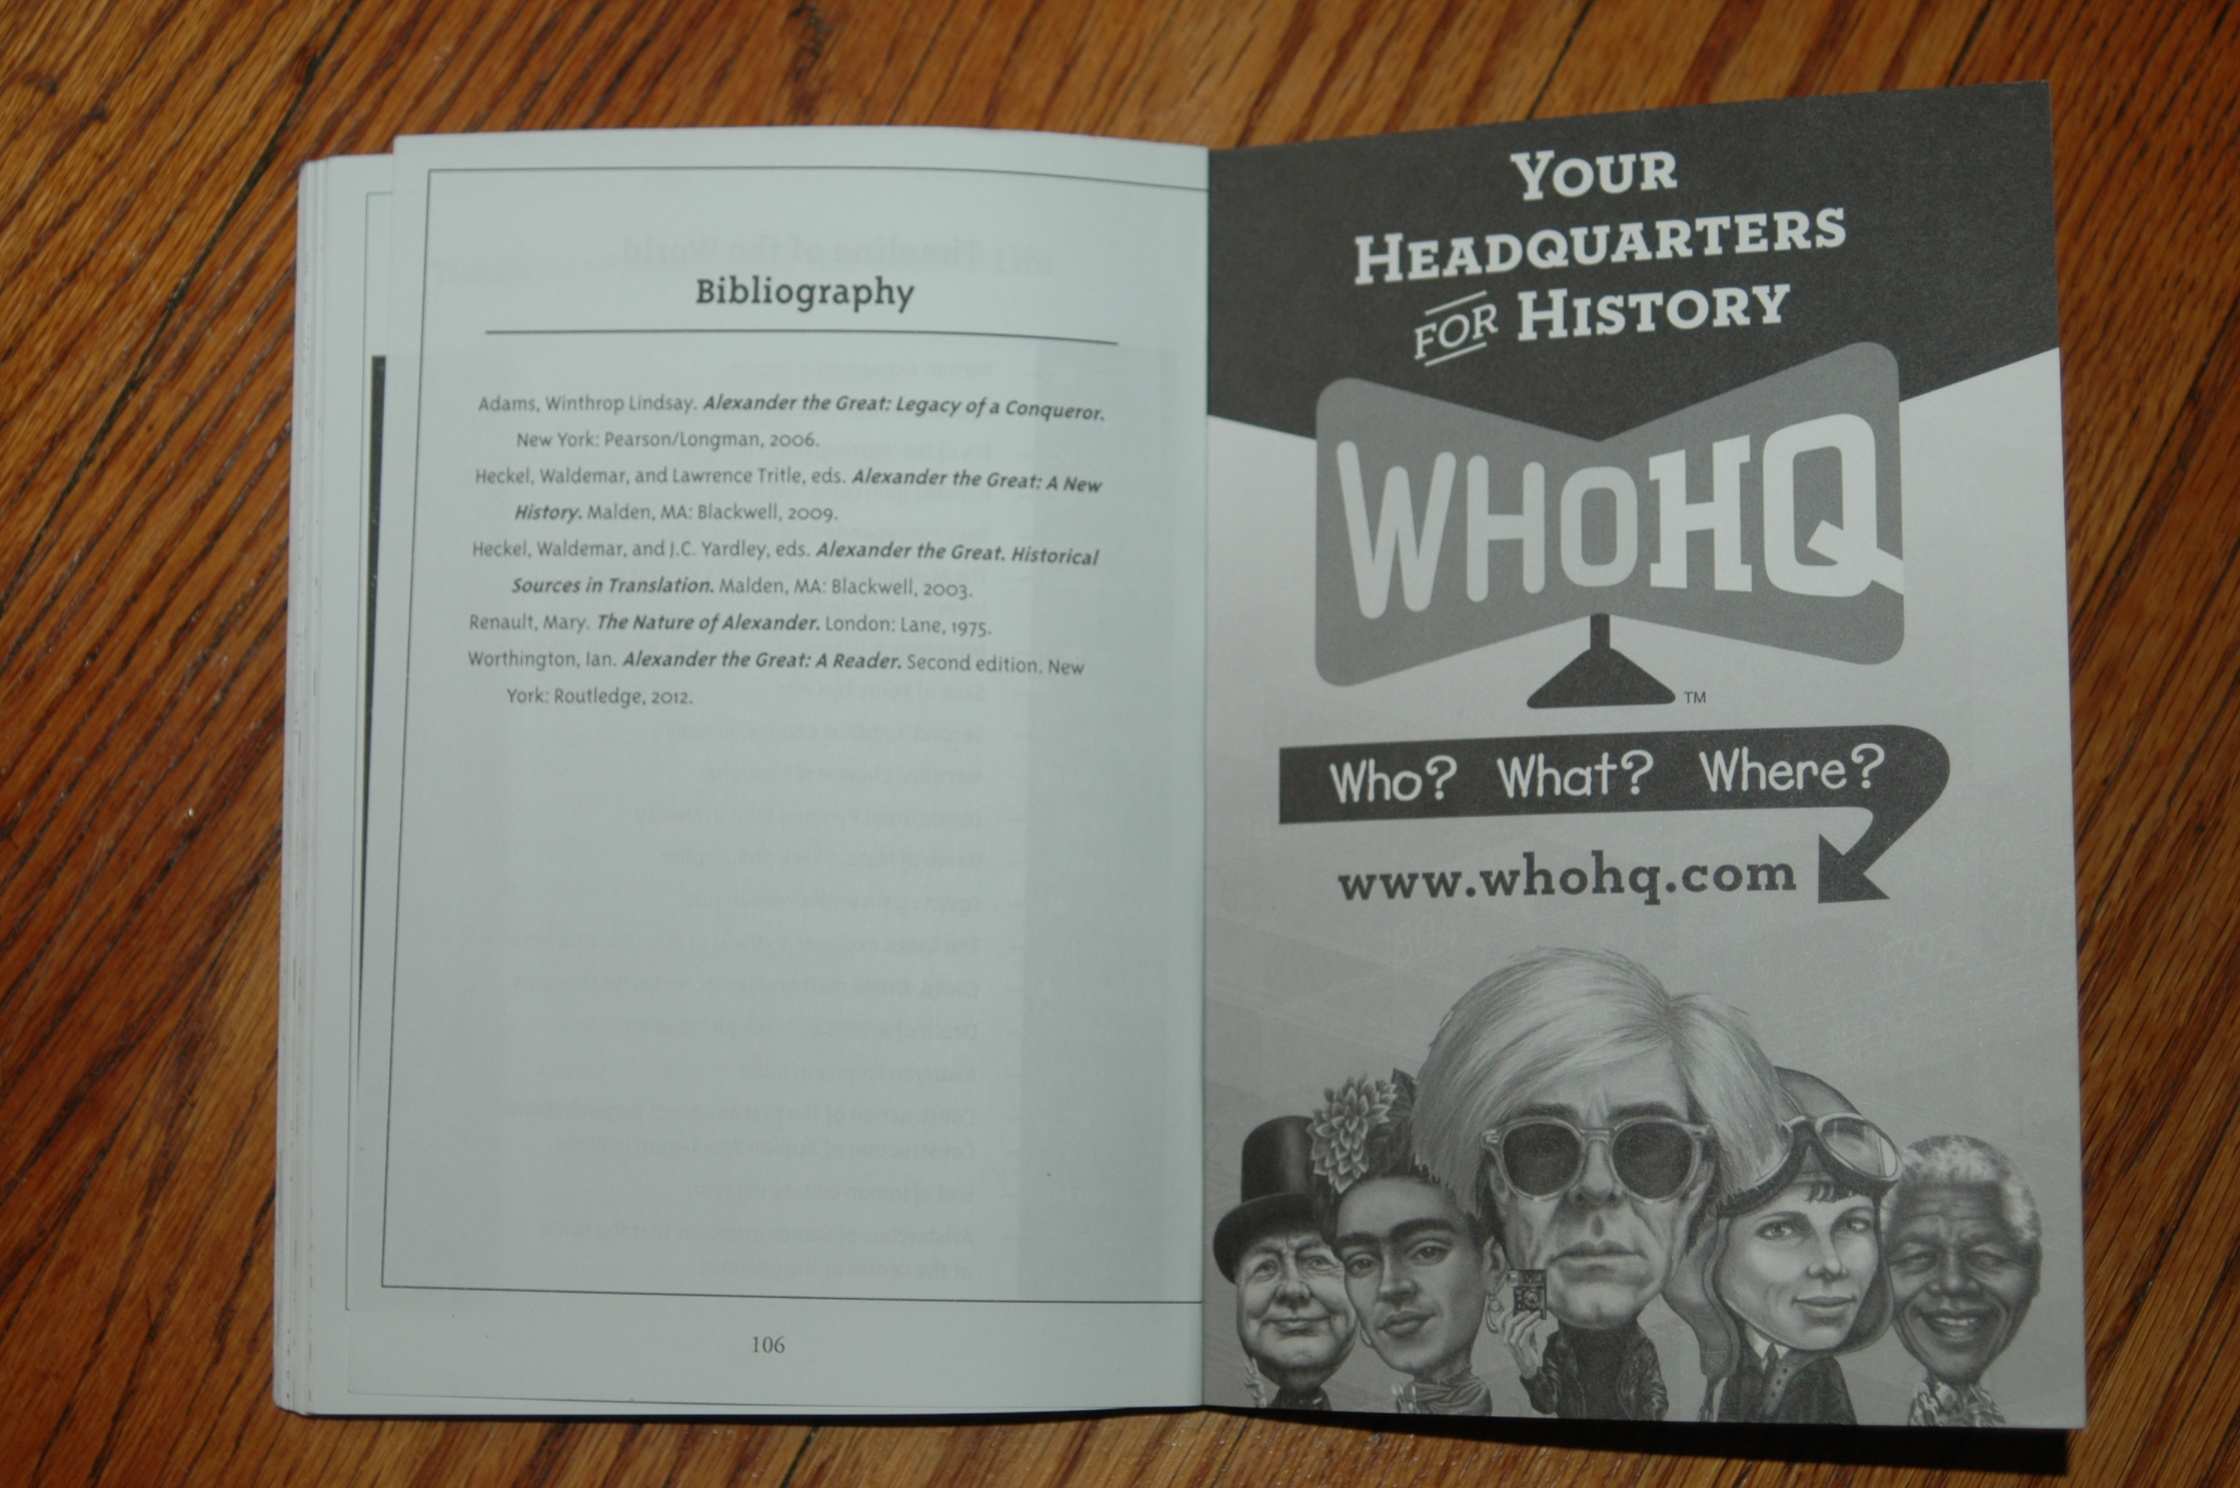 Bibliography
Adams, Winthrop Lindsay. Alexander the Great: Legacy of a Conqueror.
New York: Pearson/Longman, 2006.
Heckel, Waldemar, and Lawrence Tritle, eds. Alexander the Great: A New
History. Malden, MA: Blackwell, 2009.
Heckel, Waldemar, and J.C. Yardley, eds. Alexander the Great. Historical
Sources in Translation. Malden, MA: Blackwell, 2003.
Renault, Mary. The Nature of Alexander. London: Lane, 1975.
Worthington, Ian. Alexander the Great: A Reader. Second edition. New
York: Routledge, 2012.
106
YOUR
HEADQUARTERS
FOR HISTORY
WHOHQ
TM
Who? What? Where?
www.whohq.com